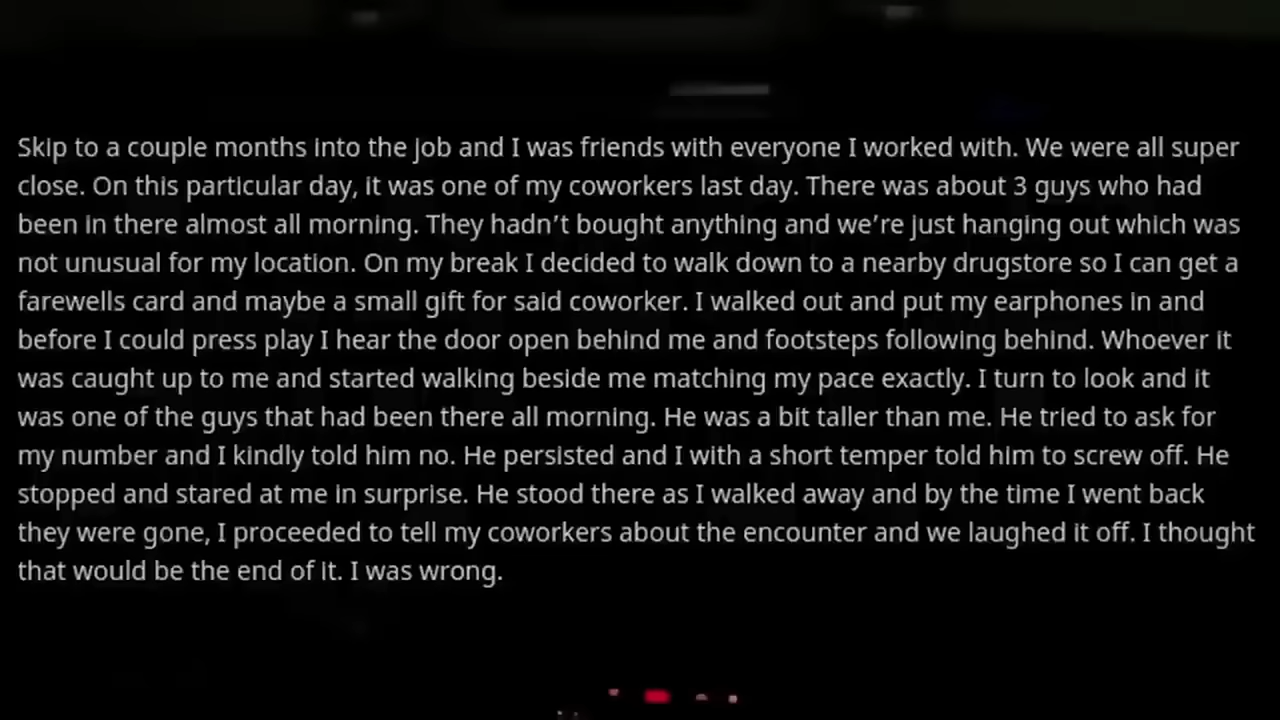 Skip to a couple months into the job and I was friends with everyone I worked with. We were all super
close. On this particular day, it was one of my coworkers last day. There was about 3 guys who had
been in there almost all morning. They hadn’t bought anything and we’re just hanging out which was
not unusual for my location. On my break I decided to walk down to a nearby drugstore so I can get a
farewells card and maybe a small gift for said coworker. I walked out and put my earphones in and
before I could press play I hear the door open behind me and footsteps following behind. Whoever it
was caught up to me and started walking beside me matching my pace exactly. I turn to look and it
was one of the guys that had been there all morning. He was a bit taller than me. He tried to ask for
my number and I kindly told him no. He persisted and I with a short temper told him to screw off. He
stopped and stared at me in surprise. He stood there as I walked away and by the time I went back
they were gone, I proceeded to tell my coworkers about the encounter and we laughed it off. I thought
that would be the end of it. I was wrong.